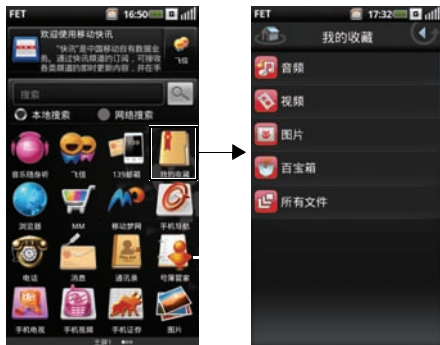 FET 16:50
欢迎使用移动快讯
"快讯"是中国移动自有数据业
务。通过快讯频道的订阅，可接收
各类频道的即时更新内容，并在手
飞信
搜索
本地搜索 网络搜索
音乐随身听 飞信 139邮箱 我的收藏
浏览器 MM 移动梦网 手机导航
电话 消息 通讯录 号簿管家
手机电视 手机视频 手机证券 图片
主屏1
FET 17:32
我的收藏
音频
视频
图片
百宝箱
所有文件